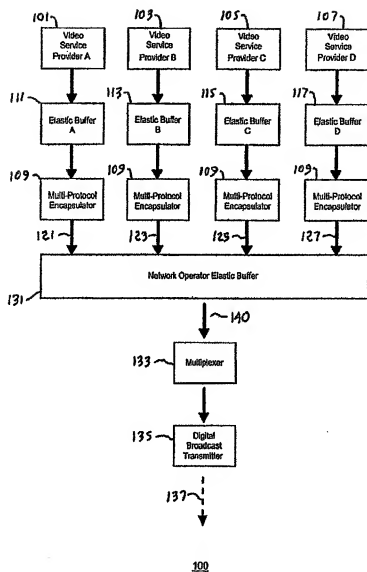 101 103 105 107
Video Service Provider A
Video Service Provider B
Video Service Provider C
Video Service Provider D
111 113 115 117
Elastic Buffer A
Elastic Buffer B
Elastic Buffer C
Elastic Buffer D
109 109 109 109
Multi-Protocol Encapsulator
Multi-Protocol Encapsulator
Multi-Protocol Encapsulator
Multi-Protocol Encapsulator
121 123 125 127
Network Operator Elastic Buffer
131
140
133
Multiplexer
135
Digital Broadcast Transmitter
137
100